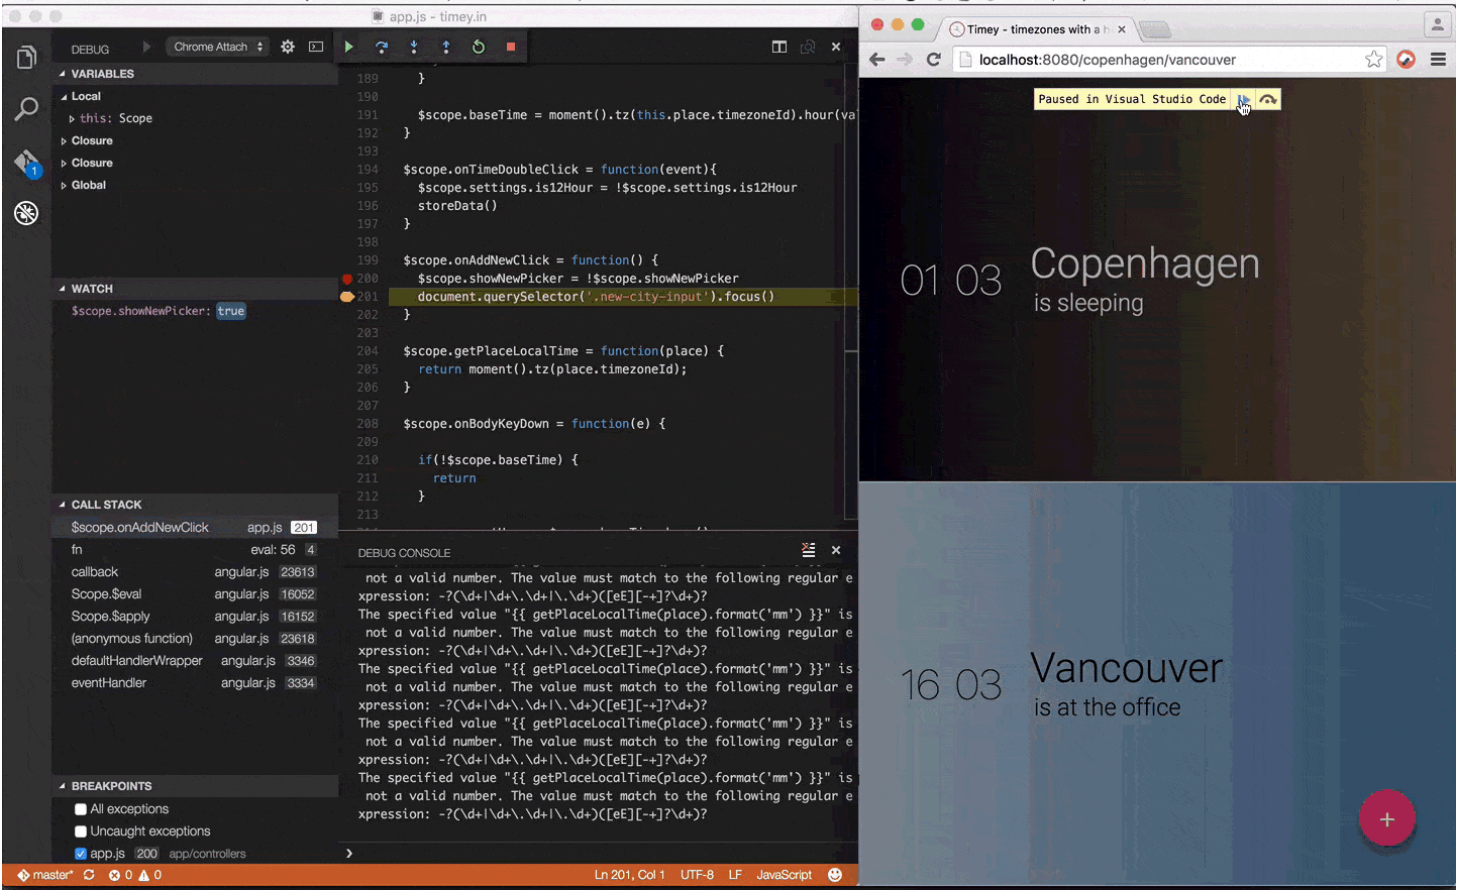 app.js - timey.in
DEBUG
Chrome Attach
VARIABLES
Local
this: Scope
Closure
Closure
Global
WATCH
$scope.showNewPicker: true
CALL STACK
$scope.onAddNewClick app.js 201
fn eval: 56 4
callback angular.js 23613
Scope.$eval angular.js 16052
Scope.$apply angular.js 16152
(anonymous function) angular.js 23618
defaultHandlerWrapper angular.js 3346
eventHandler angular.js 3334
BREAKPOINTS
All exceptions
Uncaught exceptions
app.js 200 app/controllers
1
189 }
190
191 $scope.baseTime = moment().tz(this.place.timezoneId).hour(va
192 }
193
194 $scope.onTimeDoubleClick = function(event){
195 $scope.settings.is12Hour = !$scope.settings.is12Hour
196 storeData()
197 }
198
199 $scope.onAddNewClick = function() {
200 $scope.showNewPicker = !$scope.showNewPicker
201 document.querySelector('.new-city-input').focus()
202 }
203
204 $scope.getPlaceLocalTime = function(place) {
205 return moment().tz(place.timezoneId);
206 }
207
208 $scope.onBodyKeyDown = function(e) {
209
210 if(!$scope.baseTime) {
211 return
212 }
213
DEBUG CONSOLE
not a valid number. The value must match to the following regular e
xpression: -?(\d+|\d+\.\d+|\.\d+)([eE][-+]?\d+)?
The specified value "{{ getPlaceLocalTime(place).format('mm') }}" is
not a valid number. The value must match to the following regular e
xpression: -?(\d+|\d+\.\d+|\.\d+)([eE][-+]?\d+)?
The specified value "{{ getPlaceLocalTime(place).format('mm') }}" is
not a valid number. The value must match to the following regular e
xpression: -?(\d+|\d+\.\d+|\.\d+)([eE][-+]?\d+)?
The specified value "{{ getPlaceLocalTime(place).format('mm') }}" is
not a valid number. The value must match to the following regular e
xpression: -?(\d+|\d+\.\d+|\.\d+)([eE][-+]?\d+)?
The specified value "{{ getPlaceLocalTime(place).format('mm') }}" is
not a valid number. The value must match to the following regular e
xpression: -?(\d+|\d+\.\d+|\.\d+)([eE][-+]?\d+)?
master* 0 0
Ln 201, Col 1 UTF-8 LF JavaScript
Timey - timezones with a h
localhost:8080/copenhagen/vancouver
Paused in Visual Studio Code
01 03 Copenhagen
is sleeping
16 03 Vancouver
is at the office
+